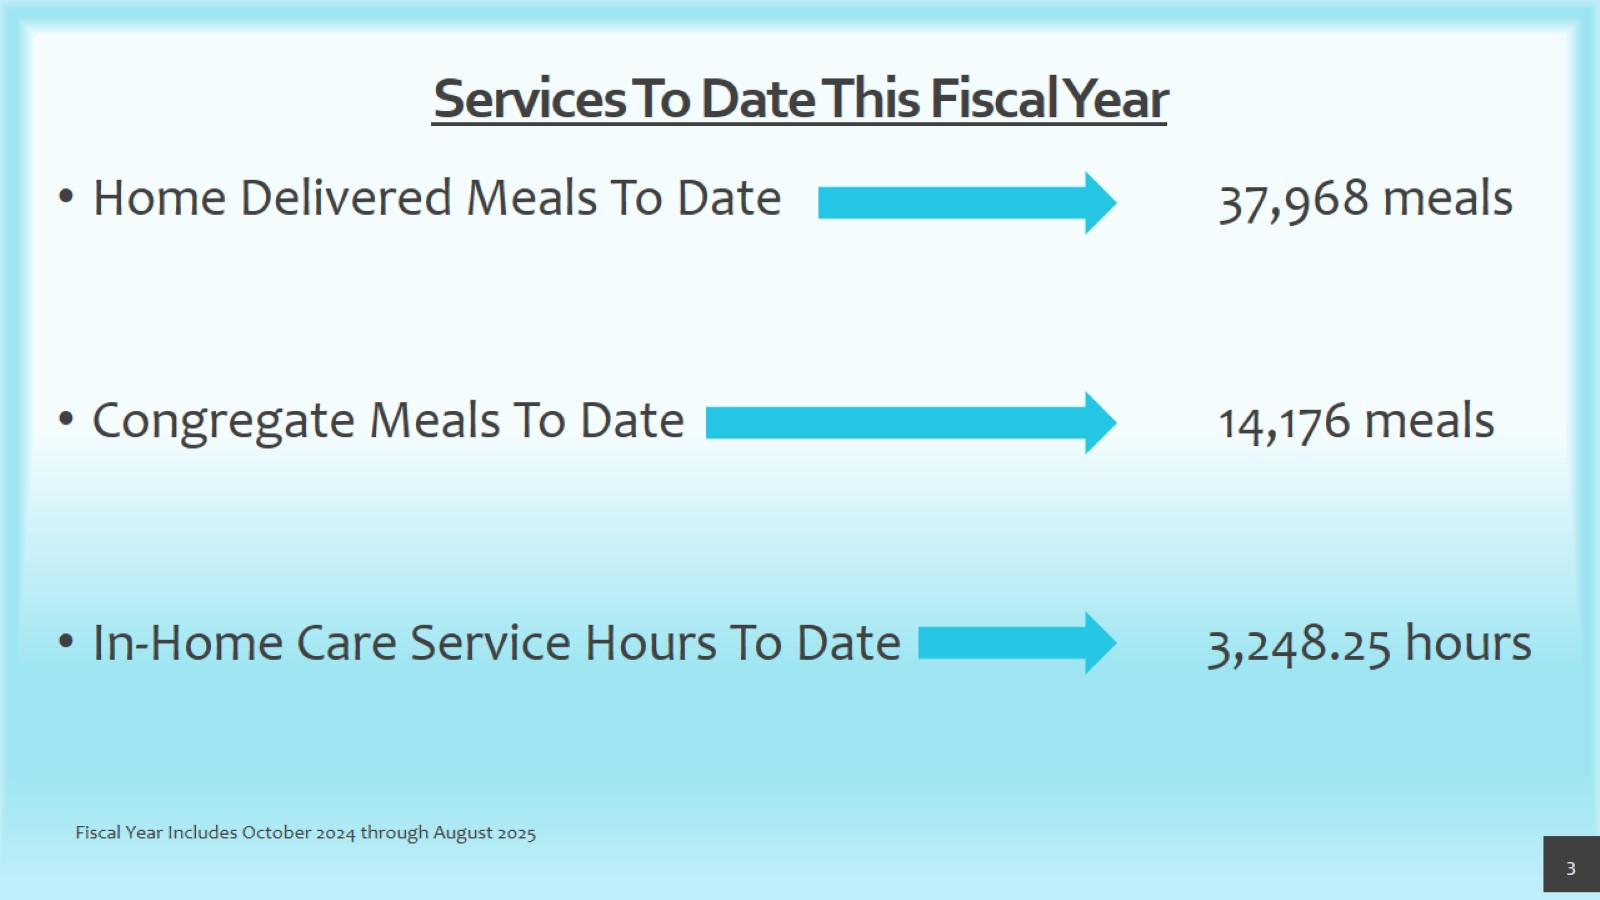 Services To Date This Fiscal Year
• Home Delivered Meals To Date 37,968 meals
• Congregate Meals To Date 14,176 meals
• In-Home Care Service Hours To Date 3,248.25 hours
Fiscal Year Includes October 2024 through August 2025
3